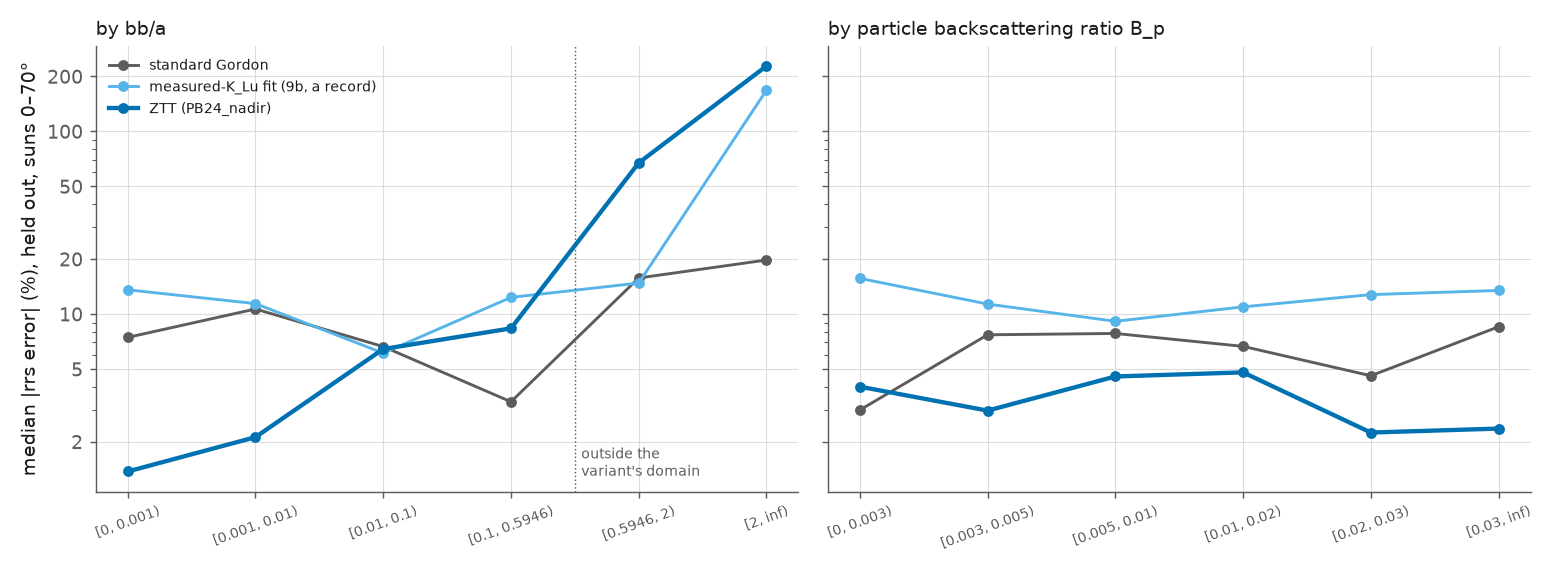 by bb/a
by particle backscattering ratio B_p
median |rrs error| (%), held out, suns 0–70°
standard Gordon
measured-K_Lu fit (9b, a record)
ZTT (PB24_nadir)
200
100
50
20
10
5
2
outside the
variant's domain
[0, 0.001)
[0.001, 0.01)
[0.01, 0.1)
[0.1, 0.5946)
[0.5946, 2)
[2, inf)
[0, 0.003)
[0.003, 0.005)
[0.005, 0.01)
[0.01, 0.02)
[0.02, 0.03)
[0.03, inf)